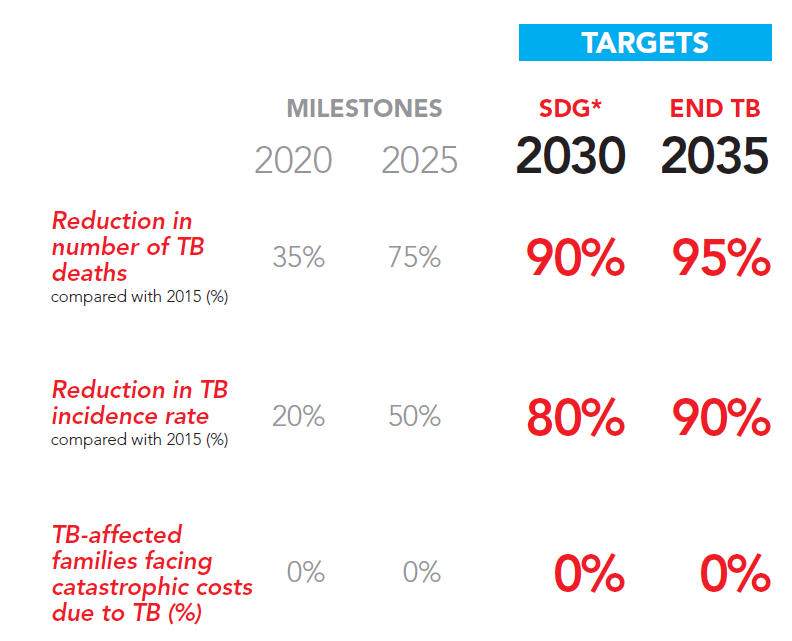 TARGETS
MILESTONES SDG* END TB
2020 2025 2030 2035
Reduction in
number of TB
deaths
compared with 2015 (%)
35% 75% 90% 95%
Reduction in TB
incidence rate
compared with 2015 (%)
20% 50% 80% 90%
TB-affected
families facing
catastrophic costs
due to TB (%)
0% 0% 0% 0%